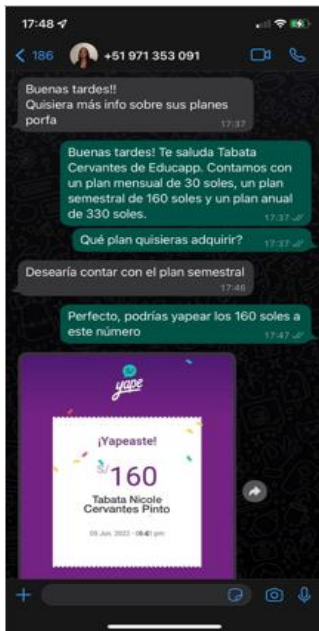 17:48
186
+51 971 353 091
Buenas tardes!!
Quisiera más info sobre sus planes
porfa
17:37
Buenas tardes! Te saluda Tabata
Cervantes de Educapp. Contamos con
un plan mensual de 30 soles, un plan
semestral de 160 soles y un plan anual
de 330 soles.
17:37
Qué plan quisieras adquirir?
17:37
Desearía contar con el plan semestral
17:46
Perfecto, podrías yapear los 160 soles a
este número
17:47
yape
¡Yapeaste!
S/160
Tabata Nicole
Cervantes Pinto
09 Jun. 2022 - pm